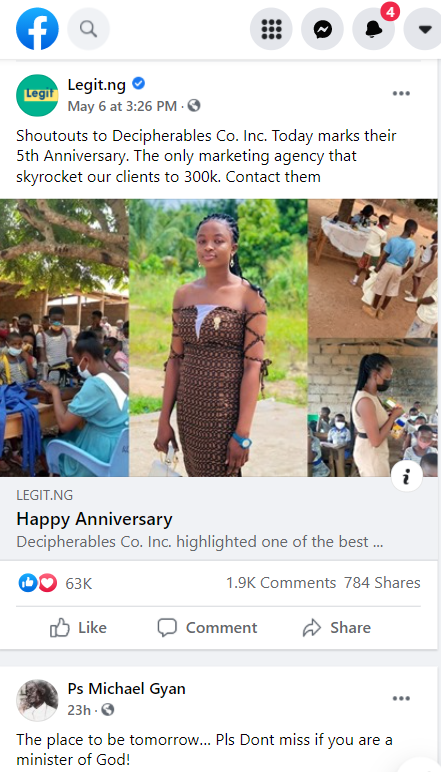 4
Legit
Legit.ng
May 6 at 3:26 PM ·
Shoutouts to Decipherables Co. Inc. Today marks their
5th Anniversary. The only marketing agency that
skyrocket our clients to 300k. Contact them
i
LEGIT.NG
Happy Anniversary
Decipherables Co. Inc. highlighted one of the best ...
63K
1.9K Comments 784 Shares
Like Comment Share
Ps Michael Gyan
23h ·
The place to be tomorrow... Pls Dont miss if you are a
minister of God!